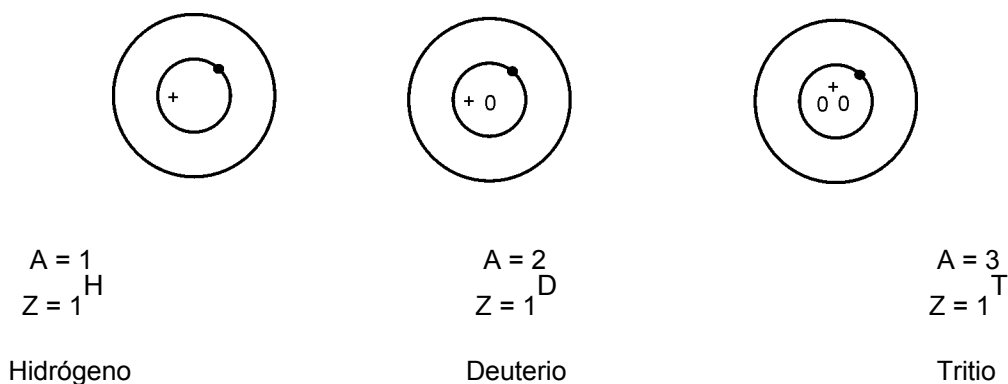 +
+ 0
+
0 0
A = 1
H
Z = 1
A = 2
D
Z = 1
A = 3
T
Z = 1
Hidrógeno
Deuterio
Tritio